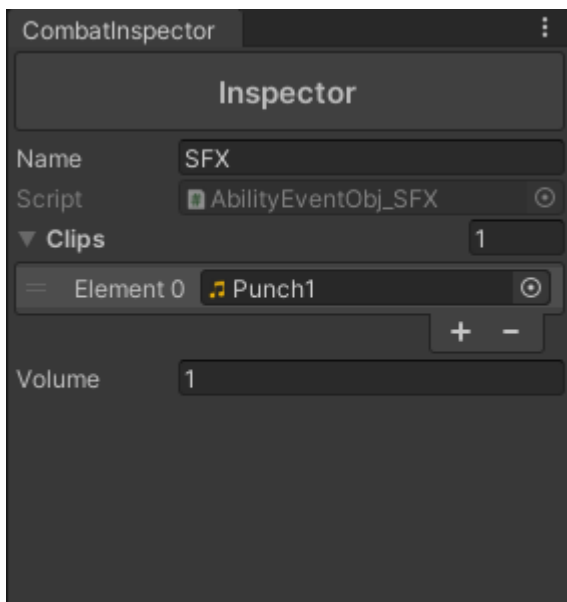 CombatInspector
Inspector
Name SFX
Script AbilityEventObj_SFX
Clips 1
Element 0 Punch1
+ -
Volume 1